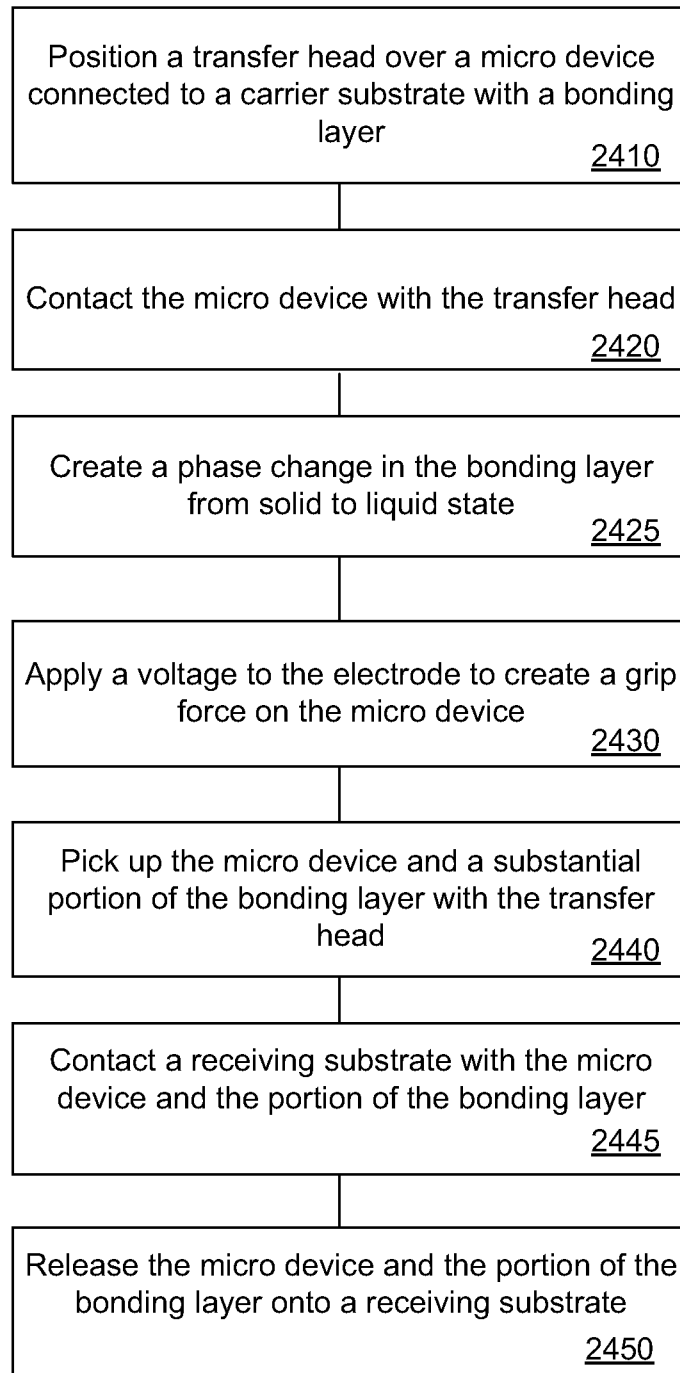 Position a transfer head over a micro device
connected to a carrier substrate with a bonding
layer
2410
Contact the micro device with the transfer head
2420
Create a phase change in the bonding layer
from solid to liquid state
2425
Apply a voltage to the electrode to create a grip
force on the micro device
2430
Pick up the micro device and a substantial
portion of the bonding layer with the transfer
head
2440
Contact a receiving substrate with the micro
device and the portion of the bonding layer
2445
Release the micro device and the portion of the
bonding layer onto a receiving substrate
2450